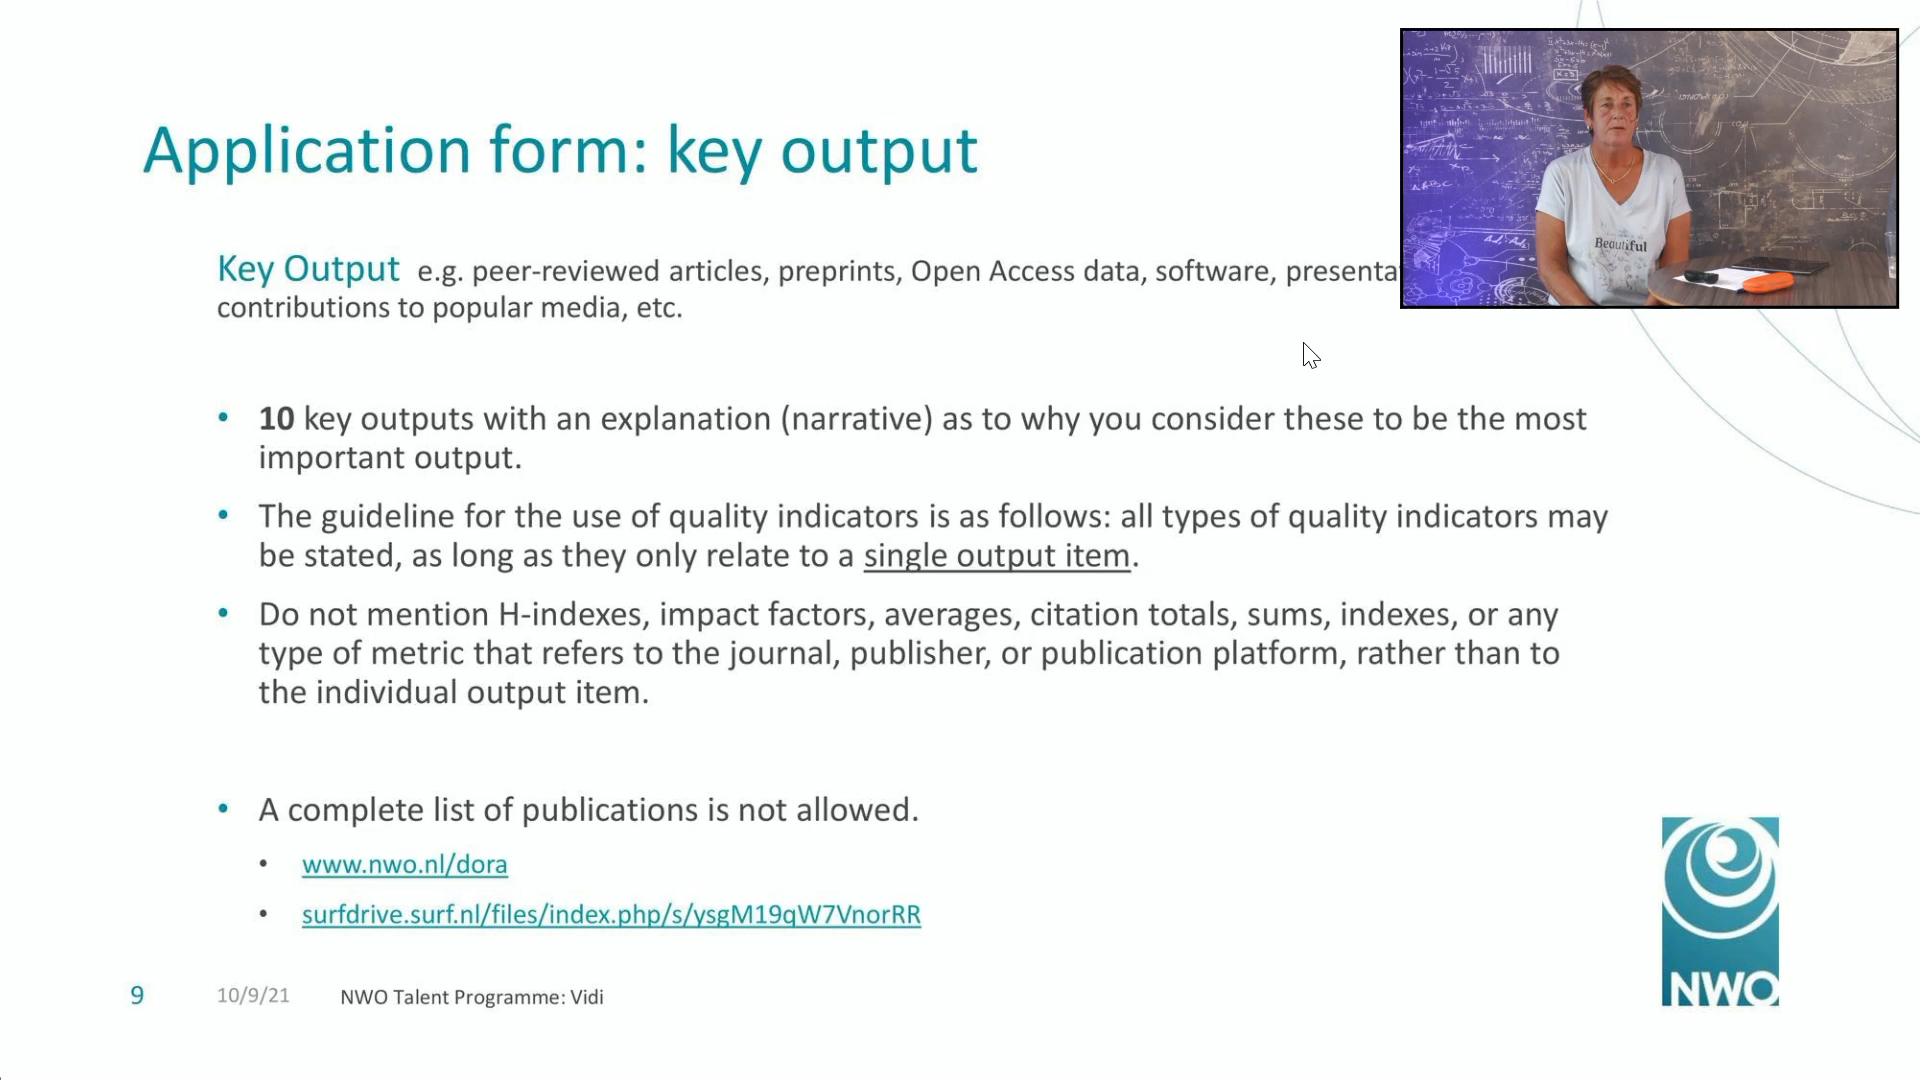 Application form: key output
Key Output e.g. peer-reviewed articles, preprints, Open Access data, software,
contributions to popular media, etc.
• 10 key outputs with an explanation (narrative) as to why you consider these to be the most
important output.
• The guideline for the use of quality indicators is as follows: all types of quality indicators may
be stated, as long as they only relate to a single output item.
• Do not mention H-indexes, impact factors, averages, citation totals, sums, indexes, or any
type of metric that refers to the journal, publisher, or publication platform, rather than to
the individual output item.
• A complete list of publications is not allowed.
• www.nwo.nl/dora
• surfdrive.surf.nl/files/index.php/s/ysgM19qW7VnorRR
9 10/9/21 NWO Talent Programme: Vidi
NWO
Beautiful